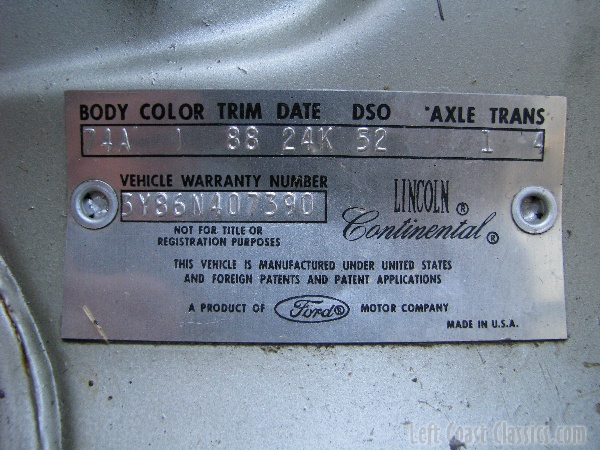 BODY COLOR TRIM DATE DSO AXLE TRANS
74A 1 88 24K 52 1 4
VEHICLE WARRANTY NUMBER
5Y86N407390
NOT FOR TITLE OR
REGISTRATION PURPOSES
LINCOLN ®
Continental ®
THIS VEHICLE IS MANUFACTURED UNDER UNITED STATES
AND FOREIGN PATENTS AND PATENT APPLICATIONS
A PRODUCT OF Ford® MOTOR COMPANY
MADE IN U.S.A.
Left Coast Classics.com